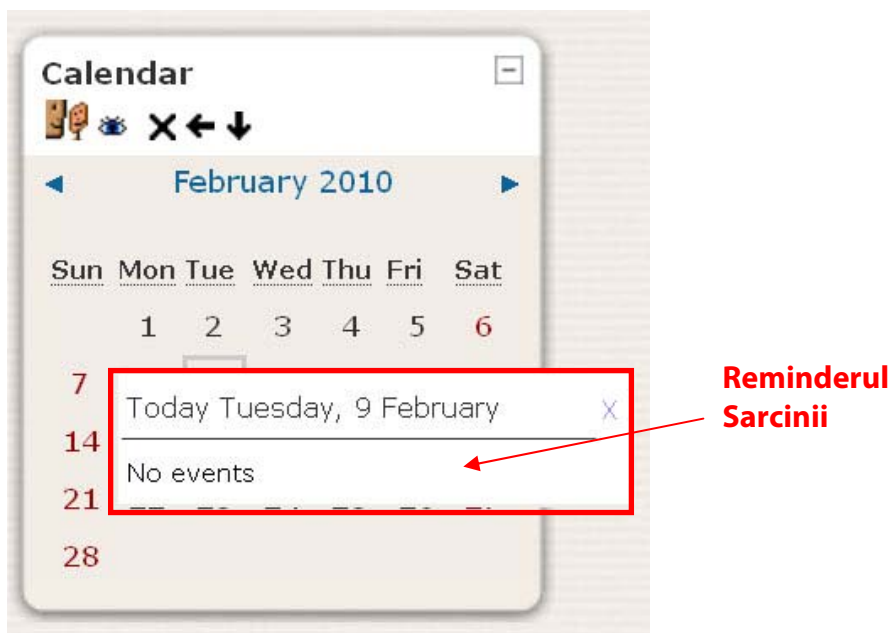 Calendar
February 2010
Sun Mon Tue Wed Thu Fri Sat
1 2 3 4 5 6
7
Today Tuesday, 9 February X
14
No events
21
28
Reminderul
Sarcinii